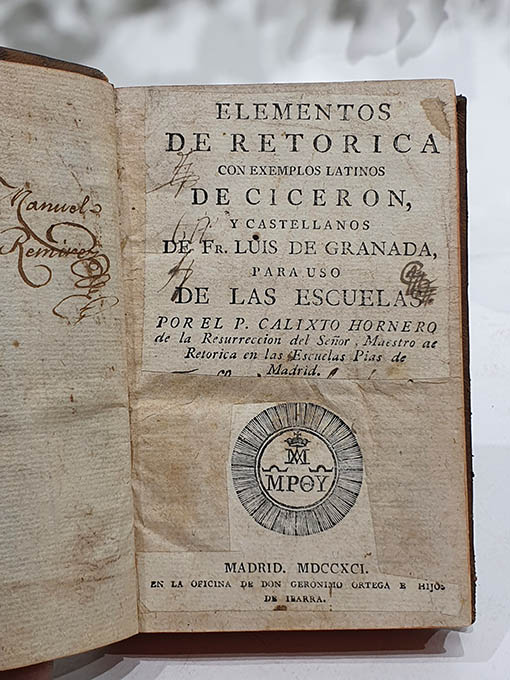 Manuel
Remirez
ELEMENTOS
DE RETORICA
CON EXEMPLOS LATINOS
DE CICERON,
Y CASTELLANOS
DE Fr. LUIS DE GRANADA,
PARA USO
DE LAS ESCUELAS
POR EL P. CALIXTO HORNERO
de la Resurreccion del Señor, Maestro de
Retorica en las Escuelas Pias de
Madrid.
ΜΡΘΥ
MADRID. MDCCXCI.
EN LA OFICINA DE DON GERONIMO ORTEGA E HIJOS
DE IBARRA.